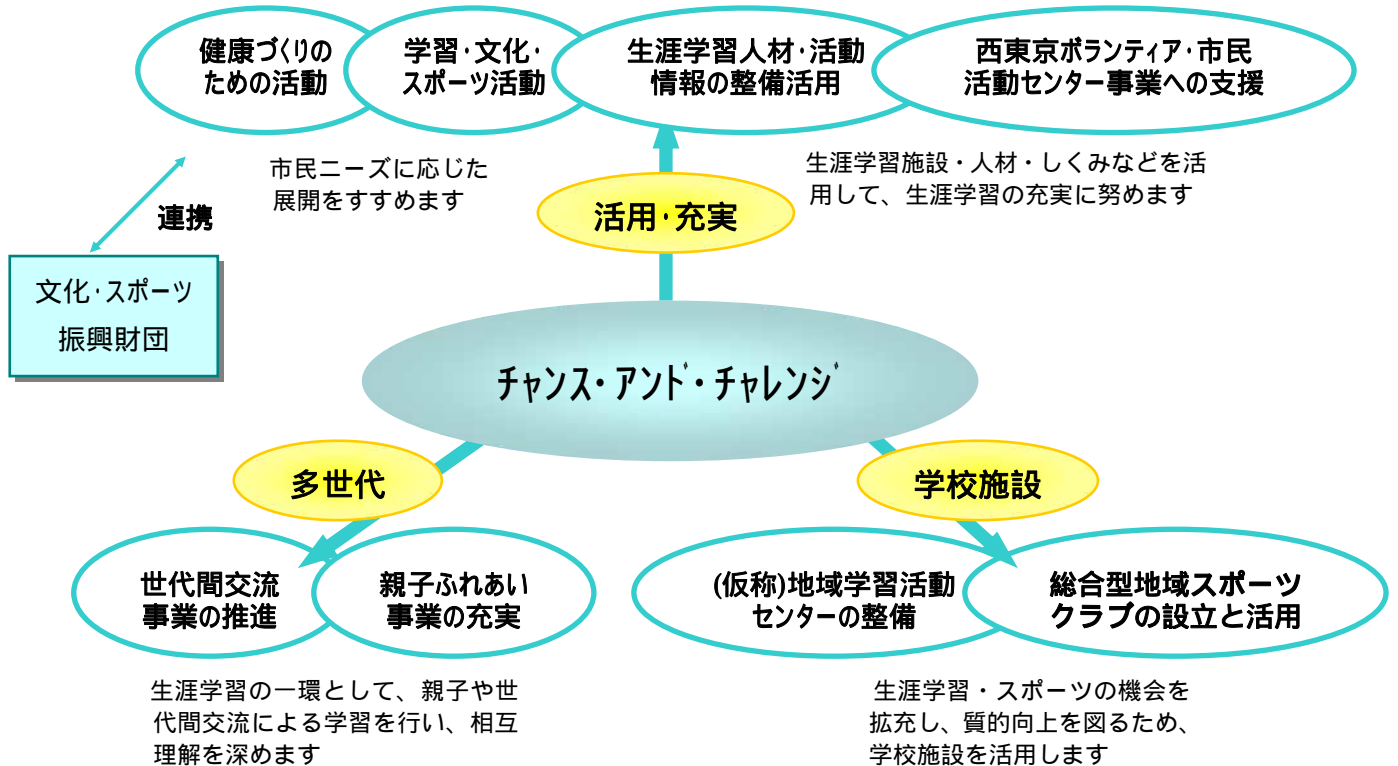 健康づくりの
ための活動
学習・文化・
スポーツ活動
生涯学習人材・活動
情報の整備活用
西東京ボランティア・市民
活動センター事業への支援
市民ニーズに応じた
展開をすすめます
生涯学習施設・人材・しくみなどを活
用して、生涯学習の充実に努めます
連携
活用・充実
文化・スポーツ
振興財団
チャンス・アンド・チャレンジ
多世代
学校施設
世代間交流
事業の推進
親子ふれあい
事業の充実
(仮称)地域学習活動
センターの整備
総合型地域スポーツ
クラブの設立と活用
生涯学習の一環として、親子や世
代間交流による学習を行い、相互
理解を深めます
生涯学習・スポーツの機会を
拡充し、質的向上を図るため、
学校施設を活用します